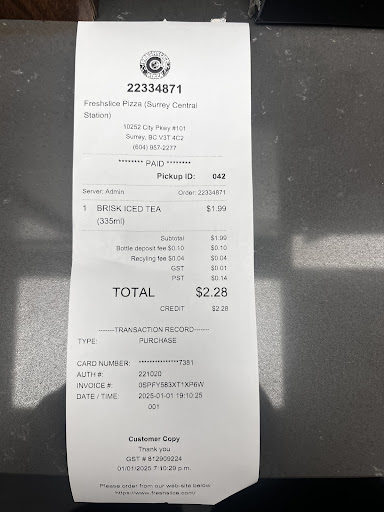 22334871
Freshslice Pizza (Surrey Central
Station)
10252 City Pkwy #101
Surrey, BC V3T 4C2
(604) 957-2277
******** PAID ********
Pickup ID: 042
Server: Admin Order: 22334871
1 BRISK ICED TEA $1.99
(335ml)
Subtotal $1.99
Bottle deposit fee $0.10 $0.10
Recyling fee $0.04 $0.04
GST $0.01
PST $0.14
TOTAL $2.28
CREDIT $2.28
------TRANSACTION RECORD------
TYPE: PURCHASE
CARD NUMBER: ***************7381
AUTH #: 221020
INVOICE #: 0SPFY583XT1XP6W
DATE / TIME: 2025-01-01 19:10:25
001
Customer Copy
Thank you
GST # 812909224
01/01/2025 7:10:29 p.m.
Please order from our web-site below
https://www.freshslice.com/